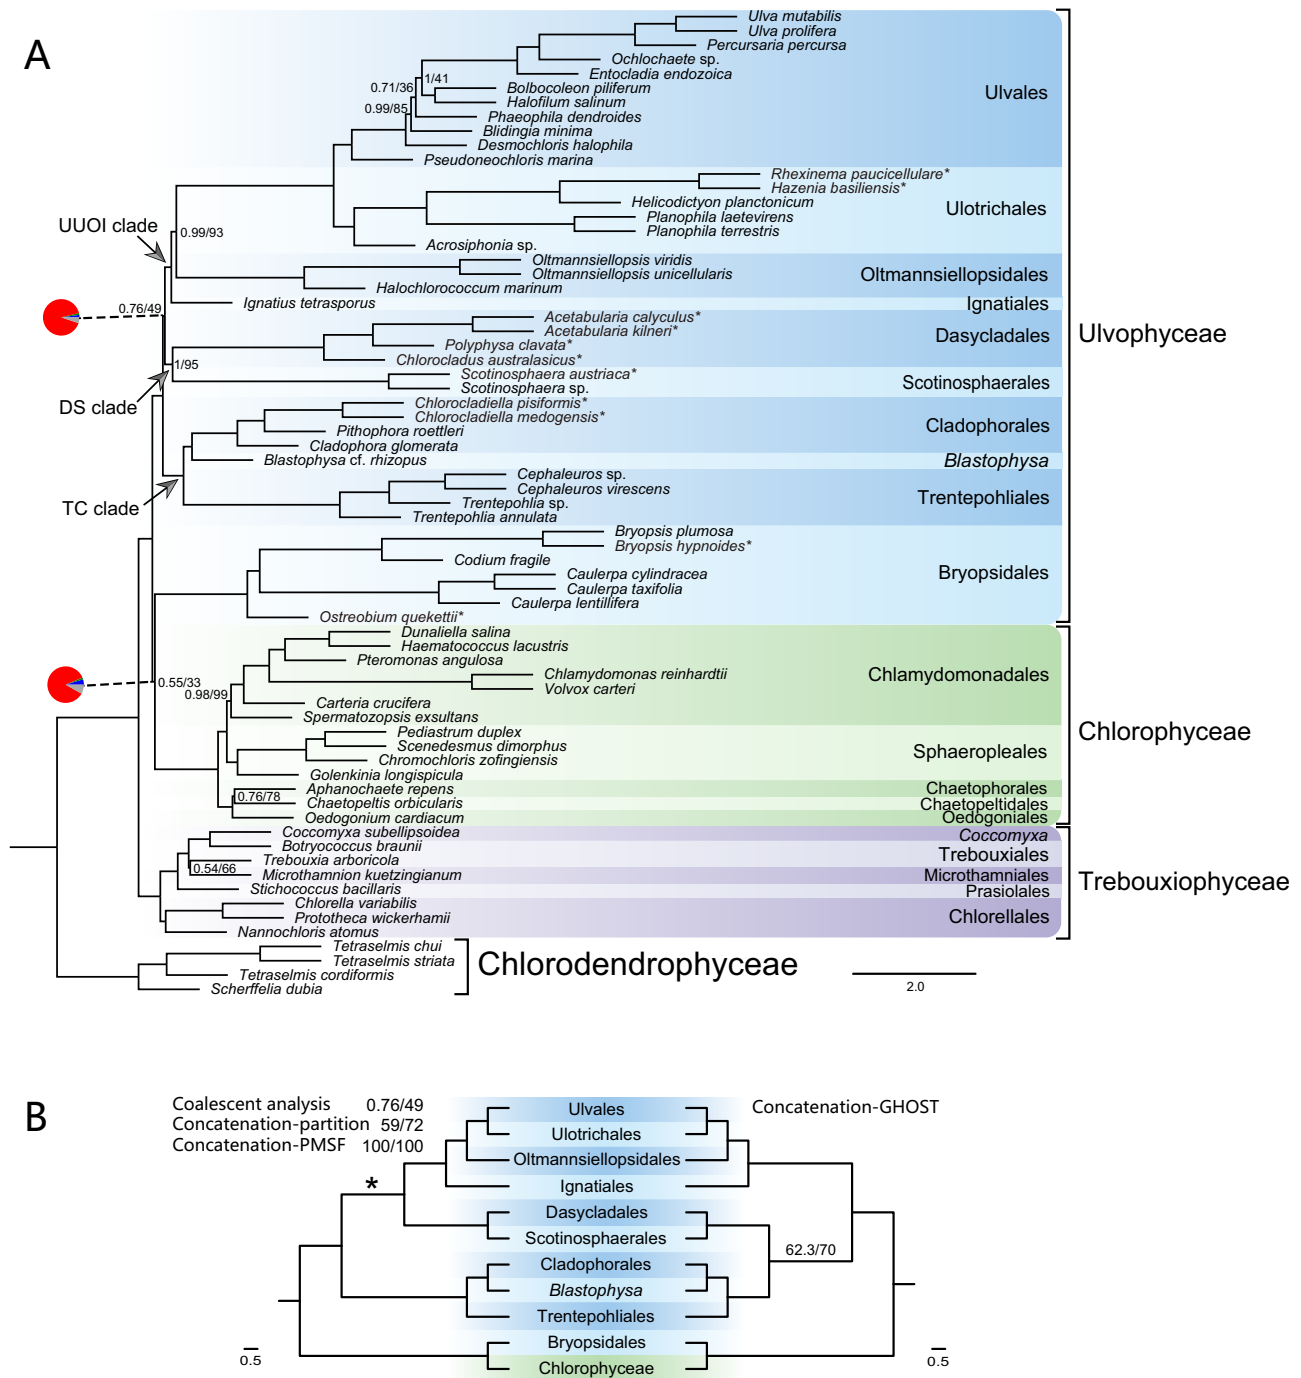 A
Ulva mutabilis
Ulva prolifera
Percursaria percursa
Ochlochaete sp.
Entocladia endozoica
1/41
0.71/36
Bolbocoleon piliferum
Ulvales
Halofilum salinum
0.99/85
Phaeophila dendroides
Blidingia minima
Desmochloris halophila
Pseudoneochloris marina
Rhexinema paucicellulare*
Hazenia basiliensis*
Helicodictyon planctonicum
Ulotrichales
Planophila laetevirens
UUOI clade
0.99/93
Planophila terrestris
Acrosiphonia sp.
Oltmannsiellopsis viridis
Oltmannsiellopsis unicellularis
Oltmannsiellopsidales
Halochlorococcum marinum
Ignatius tetrasporus
Ignatiales
0.76/49
Acetabularia calyculus*
Acetabularia kilneri*
Dasycladales
Ulvophyceae
Polyphysa clavata*
1/95
Chlorocladus australasicus*
Scotinosphaera austriaca*
Scotinosphaera sp.
Scotinosphaerales
DS clade
Chlorocladiella pisiformis*
Chlorocladiella medogensis*
Cladophorales
Pithophora roettleri
Cladophora glomerata
Blastophysa cf. rhizopus
Blastophysa
Cephaleuros sp.
Cephaleuros virescens
Trentepohliales
TC clade
Trentepohlia sp.
Trentepohlia annulata
Bryopsis plumosa
Bryopsis hypnoides*
Codium fragile
Bryopsidales
Caulerpa cylindracea
Caulerpa taxifolia
Caulerpa lentillifera
Ostreobium quekettii*
Dunaliella salina
Haematococcus lacustris
Pteromonas angulosa
Chlamydomonadales
Chlamydomonas reinhardtii
0.55/33
Volvox carteri
0.98/99
Carteria crucifera
Spermatozopsis exsultans
Pediastrum duplex
Chlorophyceae
Scenedesmus dimorphus
Sphaeropleales
Chromochloris zofingiensis
Golenkinia longispicula
Aphanochaete repens
Chaetophorales
0.76/78
Chaetopeltis orbicularis
Chaetopeltidales
Oedogonium cardiacum
Oedogoniales
Coccomyxa subellipsoidea
Coccomyxa
Botryococcus braunii
Trebouxiales
Trebouxia arboricola
0.54/66
Microthamnion kuetzingianum
Microthamniales
Trebouxiophyceae
Stichococcus bacillaris
Prasiolales
Chlorella variabilis
Prototheca wickerhamii
Chlorellales
Nannochloris atomus
Tetraselmis chui
Tetraselmis striata
Chlorodendrophyceae
Tetraselmis cordiformis
Scherffelia dubia
2.0
B
Coalescent analysis 0.76/49
Concatenation-partition 59/72
Concatenation-PMSF 100/100
Concatenation-GHOST
Ulvales
Ulotrichales
Oltmannsiellopsidales
Ignatiales
*
Dasycladales
Scotinosphaerales
62.3/70
Cladophorales
Blastophysa
Trentepohliales
Bryopsidales
Chlorophyceae
0.5
0.5